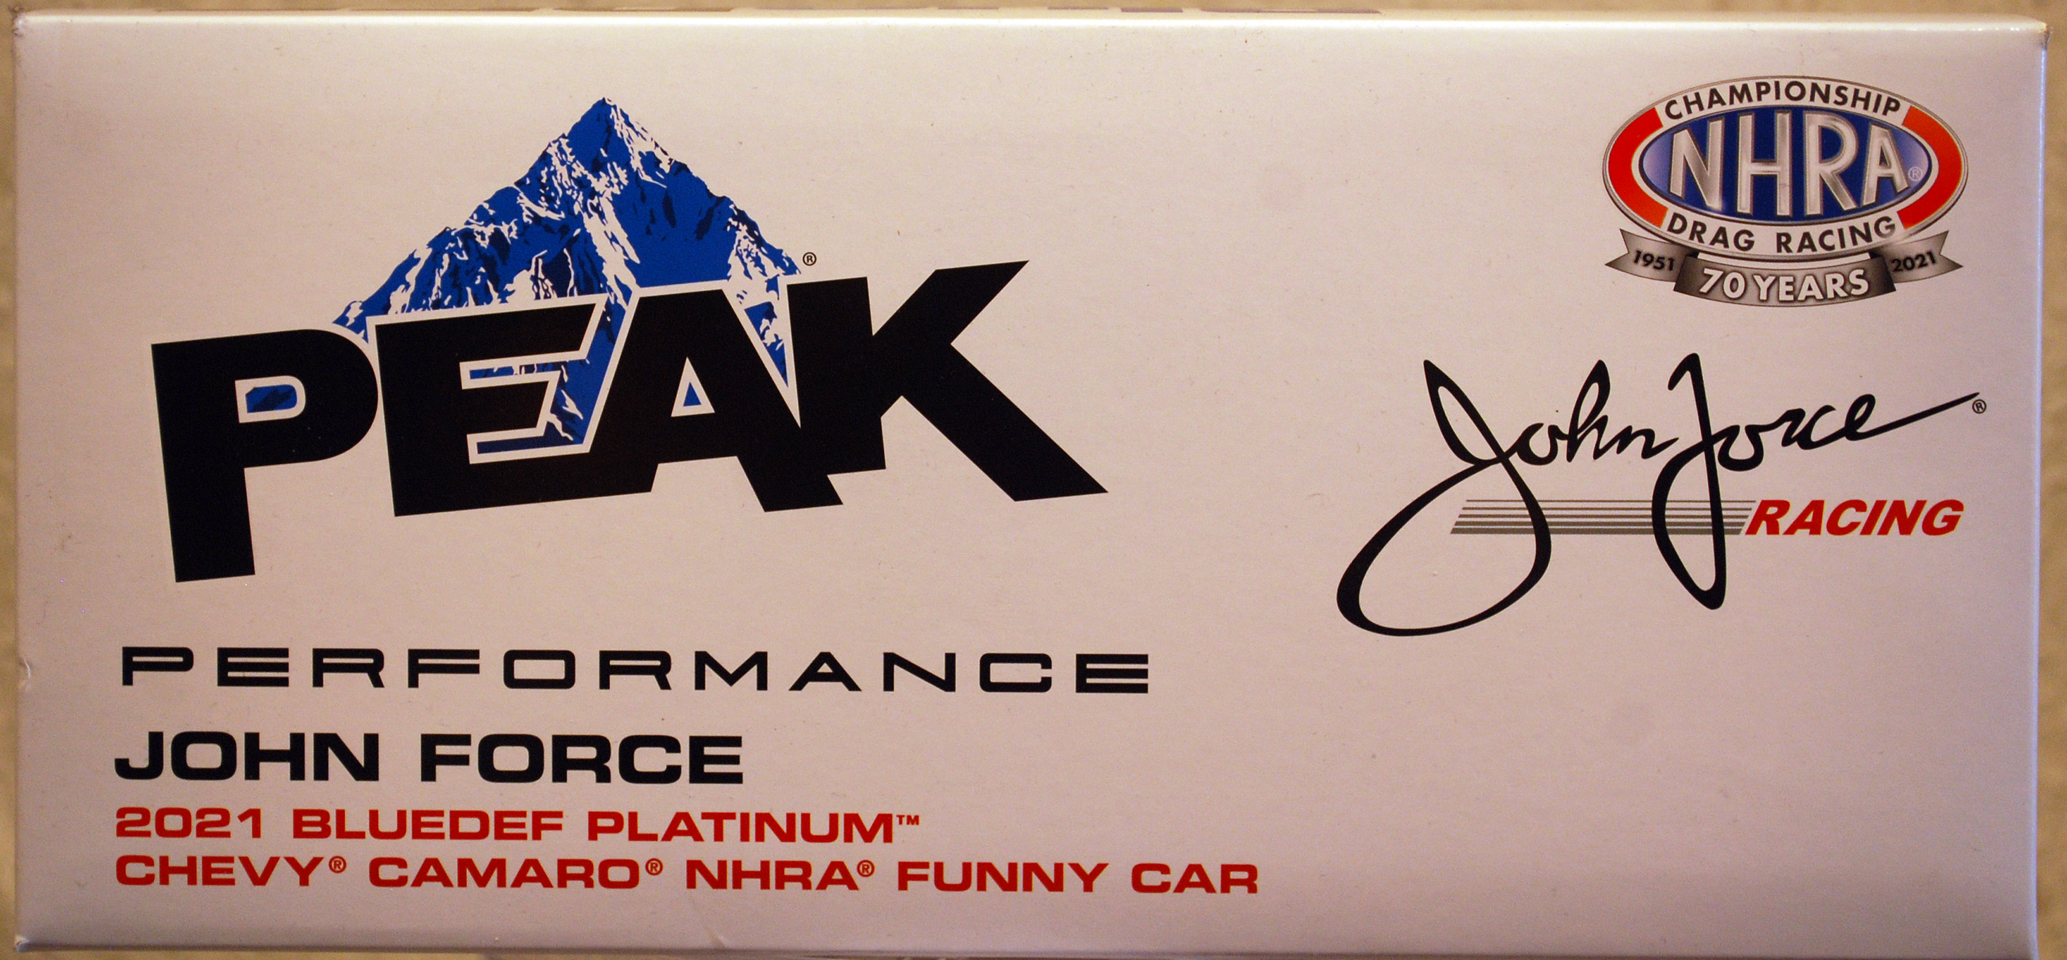 PEAK®
PERFORMANCE
JOHN FORCE
2021 BLUEDEF PLATINUM™
CHEVY® CAMARO® NHRA® FUNNY CAR
CHAMPIONSHIP
NHRA®
DRAG RACING
1951 70 YEARS 2021
John Force®
RACING